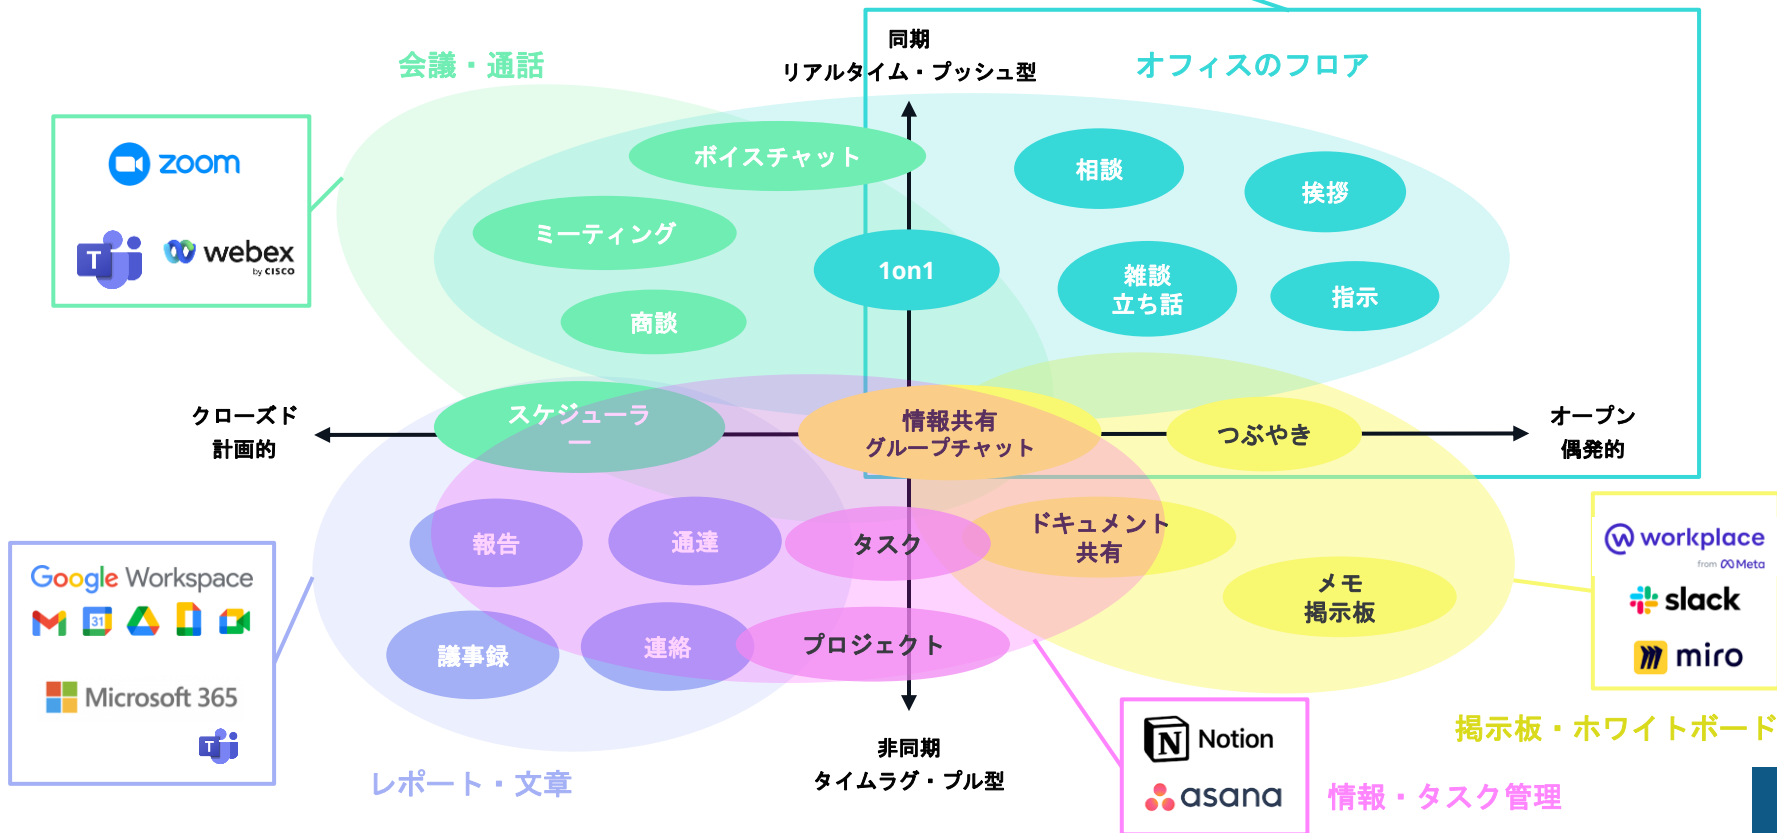 同期
リアルタイム・プッシュ型
会議・通話
オフィスのフロア
zoom
T
webex
by CISCO
ボイスチャット
ミーティング
商談
1on1
相談
挨拶
雑談
立ち話
指示
クローズド
計画的
スケジューラ
ー
情報共有
グループチャット
つぶやき
オープン
偶発的
報告
通達
タスク
ドキュメント
共有
メモ
掲示板
議事録
連絡
プロジェクト
Google Workspace
31
Microsoft 365
T
レポート・文章
非同期
タイムラグ・プル型
N Notion
asana
情報・タスク管理
workplace
from Meta
slack
miro
掲示板・ホワイトボード